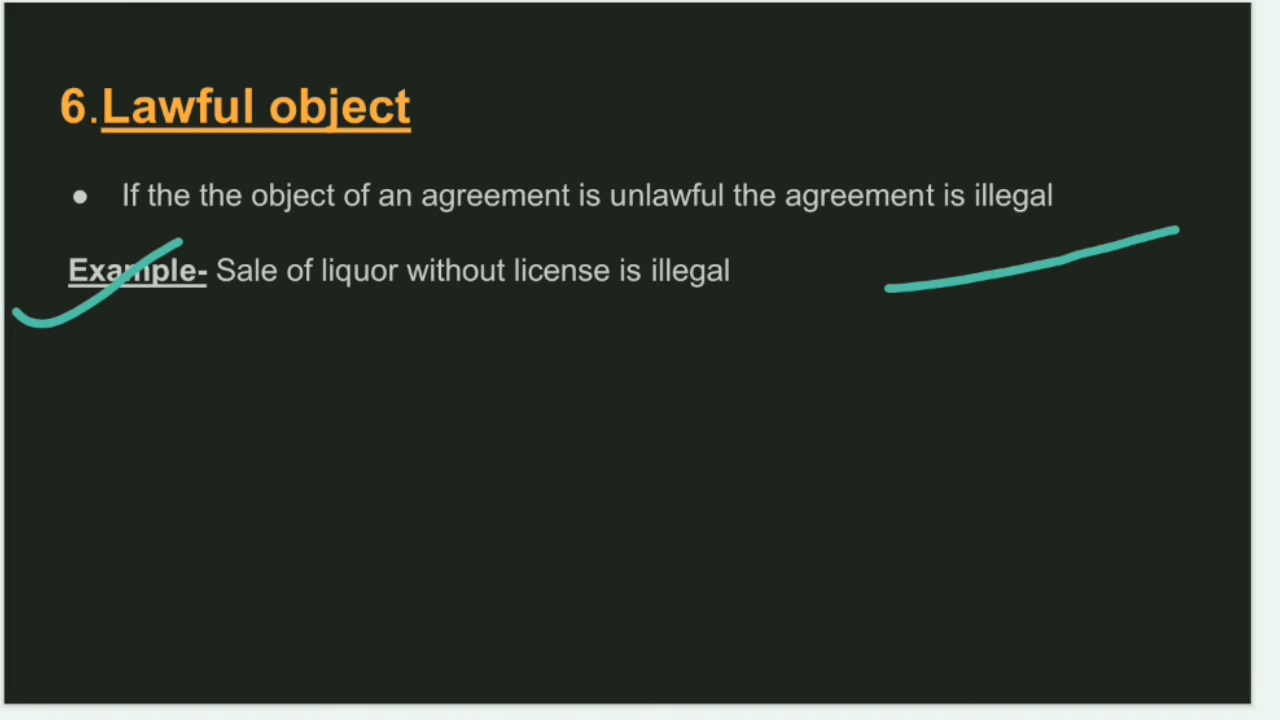 6.Lawful object
● If the the object of an agreement is unlawful the agreement is illegal
Example- Sale of liquor without license is illegal